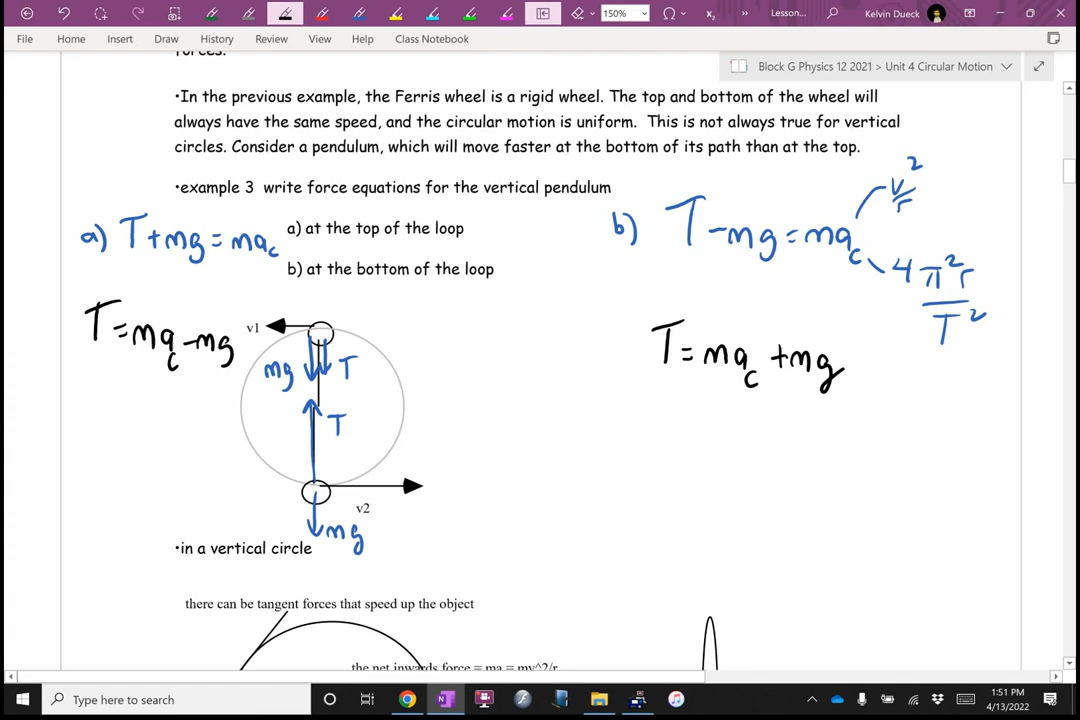 150%
Lesson...
Kelvin Dueck
File Home Insert Draw History Review View Help Class Notebook
forces.
Block G Physics 12 2021 > Unit 4 Circular Motion
•In the previous example, the Ferris wheel is a rigid wheel. The top and bottom of the wheel will
always have the same speed, and the circular motion is uniform. This is not always true for vertical
circles. Consider a pendulum, which will move faster at the bottom of its path than at the top.
•example 3 write force equations for the vertical pendulum
a) T+mg=mac
a) at the top of the loop
b) at the bottom of the loop
b) T-mg=mac
v²/r
4π²r/T²
T=mac-mg
v1
mg T
T
T=mac+mg
v2
mg
•in a vertical circle
there can be tangent forces that speed up the object
the net inwards force = ma = mv^2/r
Type here to search
1:51 PM
4/13/2022